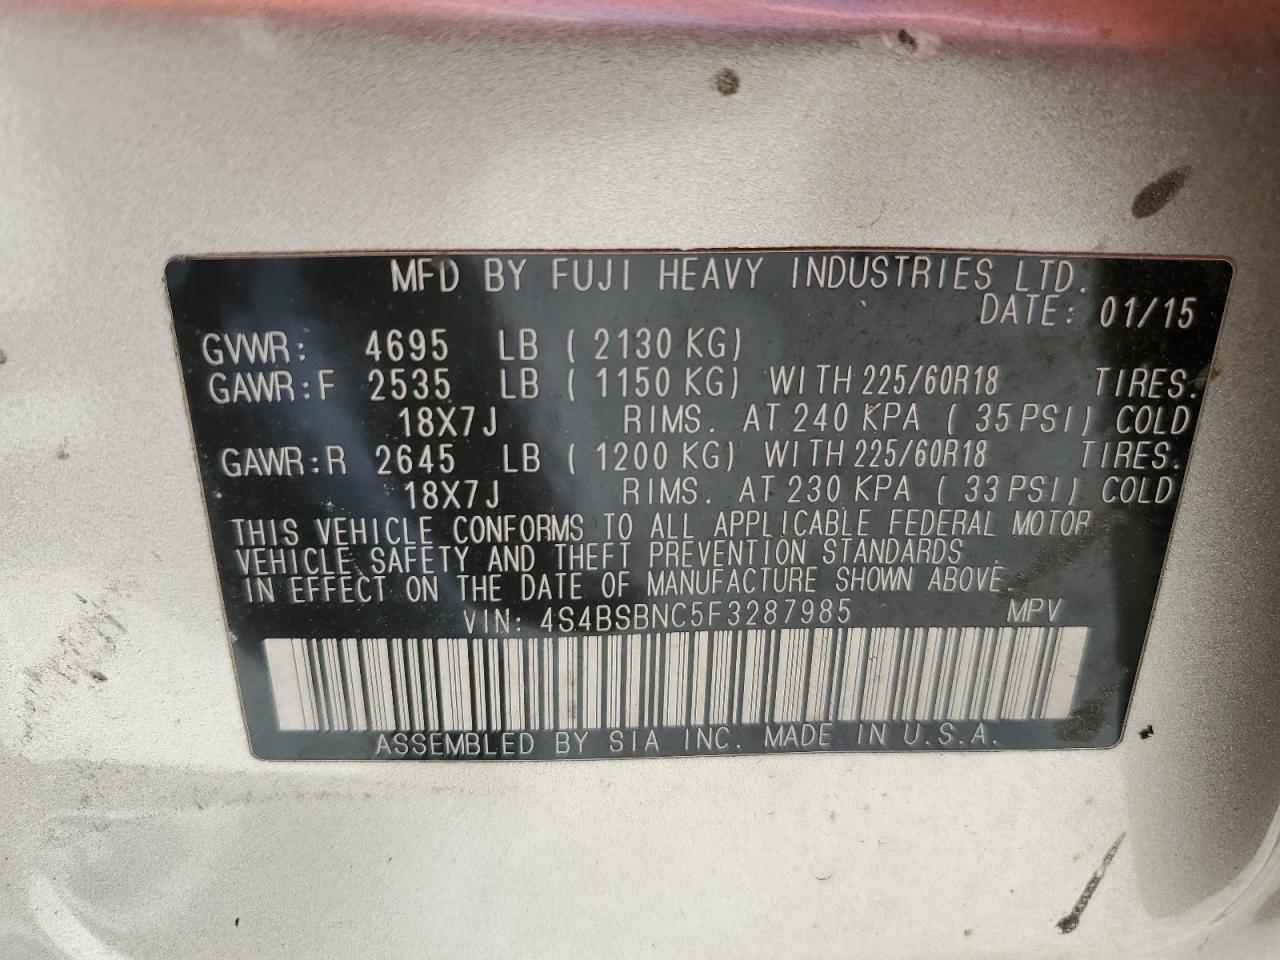 MFD BY FUJI HEAVY INDUSTRIES LTD.
DATE: 01/15
GVWR: 4695 LB ( 2130 KG)
GAWR:F 2535 LB ( 1150 KG) WITH 225/60R18 TIRES.
18X7J RIMS. AT 240 KPA ( 35 PSI) COLD
GAWR:R 2645 LB ( 1200 KG) WITH 225/60R18 TIRES.
18X7J RIMS. AT 230 KPA ( 33 PSI) COLD
THIS VEHICLE CONFORMS TO ALL APPLICABLE FEDERAL MOTOR
VEHICLE SAFETY AND THEFT PREVENTION STANDARDS
IN EFFECT ON THE DATE OF MANUFACTURE SHOWN ABOVE
VIN: 4S4BSBNC5F3287985 MPV
ASSEMBLED BY SIA INC. MADE IN U.S.A.